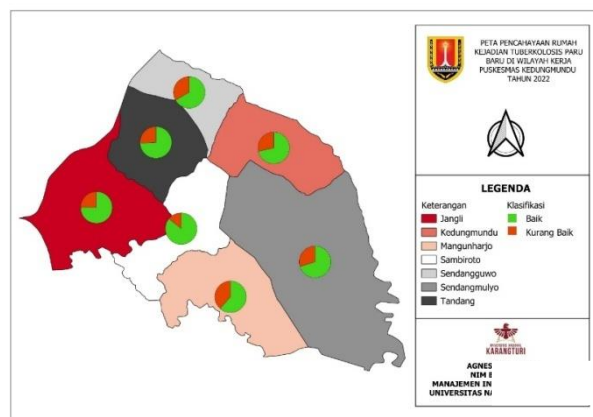 PETA PENCAHAYAAN RUMAH
KEJADIAN TUBERKOLOSIS PARU
BARU DI WILAYAH KERJA
PUSKESMAS KEDUNGMUNDU
TAHUN 2022
LEGENDA
Keterangan
Jangli
Kedungmundu
Mangunharjo
Sambiroto
Sendangguwo
Sendangmulyo
Tandang
Klasifikasi
Baik
Kurang Baik
KARANGTURI
AGNES
NIM
MANAJEMEN IN
UNIVERSITAS